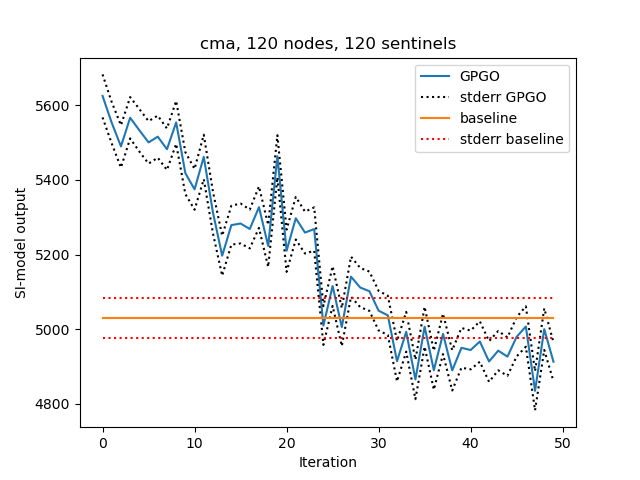 cma, 120 nodes, 120 sentinels
GPGO
stderr GPGO
baseline
stderr baseline
SI-model output
5600
5400
5200
5000
4800
0 10 20 30 40 50
Iteration